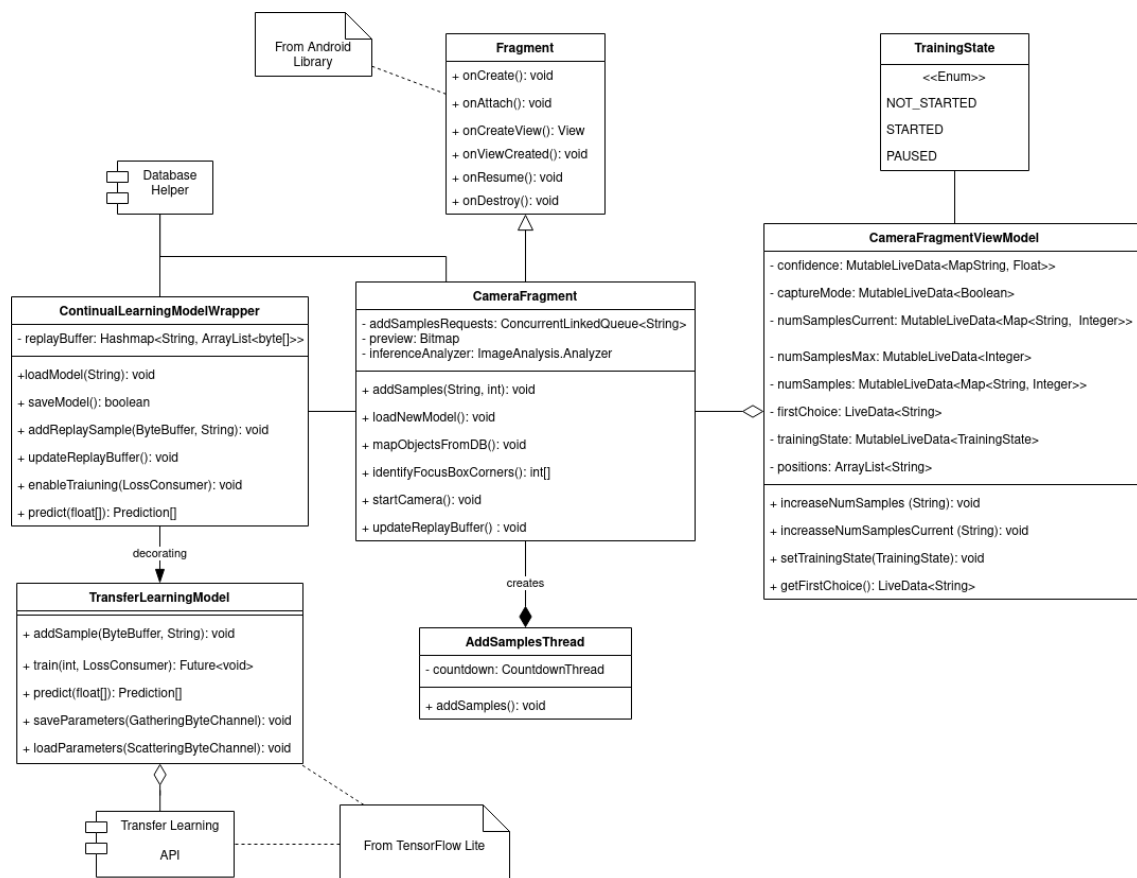 From Android
Library
Fragment
+ onCreate(): void
+ onAttach(): void
+ onCreateView(): View
+ onViewCreated(): void
+ onResume(): void
+ onDestroy(): void
TrainingState
<<Enum>>
NOT_STARTED
STARTED
PAUSED
Database
Helper
ContinualLearningModelWrapper
- replayBuffer: Hashmap<String, ArrayList<byte[]>>
+loadModel(String): void
+ saveModel(): boolean
+ addReplaySample(ByteBuffer, String): void
+ updateReplayBuffer(): void
+ enableTraiuning(LossConsumer): void
+ predict(float[]): Prediction[]
CameraFragment
- addSamplesRequests: ConcurrentLinkedQueue<String>
- preview: Bitmap
- inferenceAnalyzer: ImageAnalysis.Analyzer
+ addSamples(String, int): void
+ loadNewModel(): void
+ mapObjectsFromDB(): void
+ identifyFocusBoxCorners(): int[]
+ startCamera(): void
+ updateReplayBuffer() : void
CameraFragmentViewModel
- confidence: MutableLiveData<MapString, Float>>
- captureMode: MutableLiveData<Boolean>
- numSamplesCurrent: MutableLiveData<Map<String, Integer>>
- numSamplesMax: MutableLiveData<Integer>
- numSamples: MutableLiveData<Map<String, Integer>>
- firstChoice: LiveData<String>
- trainingState: MutableLiveData<TrainingState>
- positions: ArrayList<String>
+ increaseNumSamples (String): void
+ increasseNumSamplesCurrent (String): void
+ setTrainingState(TrainingState): void
+ getFirstChoice(): LiveData<String>
decorating
creates
TransferLearningModel
+ addSample(ByteBuffer, String): void
+ train(int, LossConsumer): Future<void>
+ predict(float[]): Prediction[]
+ saveParameters(GatheringByteChannel): void
+ loadParameters(ScatteringByteChannel): void
AddSamplesThread
- countdown: CountdownThread
+ addSamples(): void
Transfer Learning
API
From TensorFlow Lite